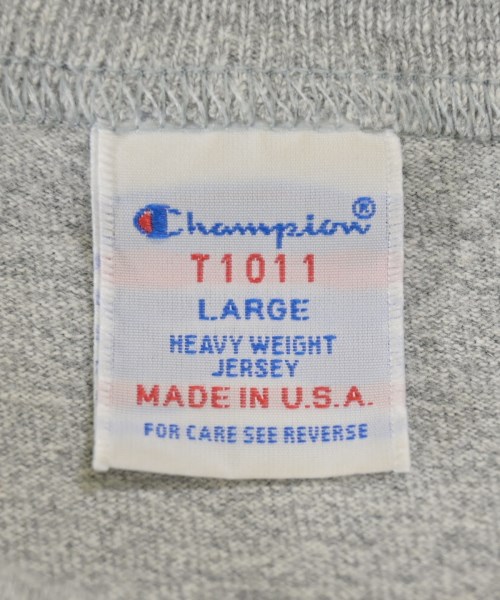 Champion®
T1011
LARGE
HEAVY WEIGHT
JERSEY
MADE IN U.S.A.
FOR CARE SEE REVERSE